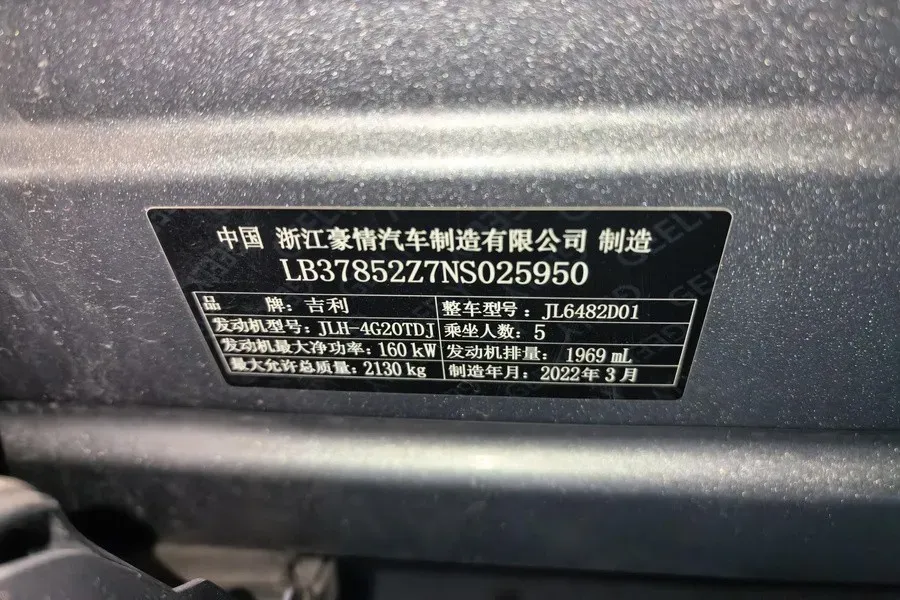 中国 浙江豪情汽车制造有限公司 制造
LB37852Z7NS025950
品 牌：吉利 整车型号：JL6482D01
发动机型号：JLH-4G20TDJ 乘坐人数：5
发动机最大净功率：160 kW 发动机排量： 1969 mL
最大允许总质量：2130 kg 制造年月：2022年3月